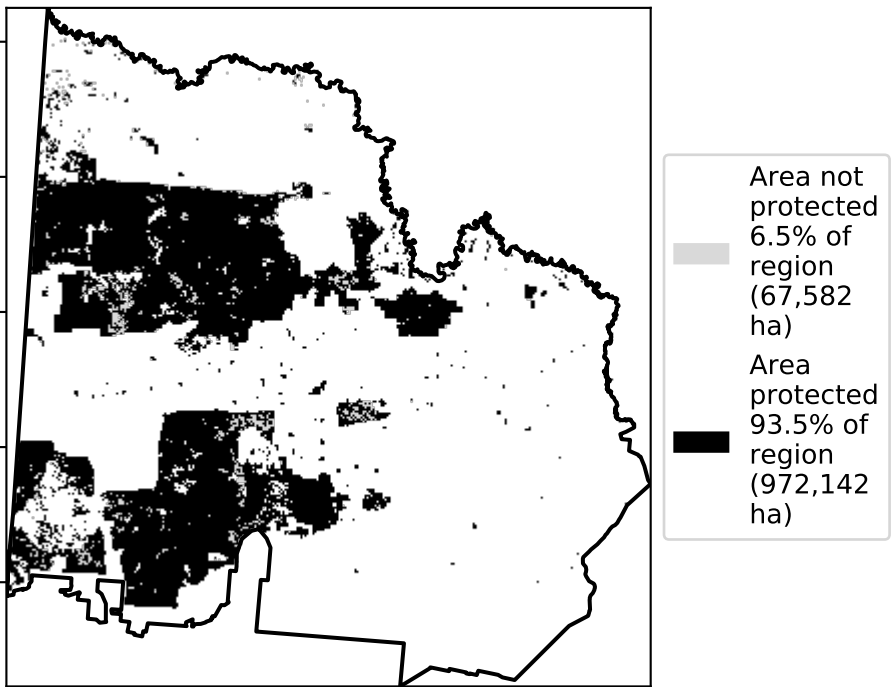 Area not
protected
6.5% of
region
(67,582
ha)
Area
protected
93.5% of
region
(972,142
ha)